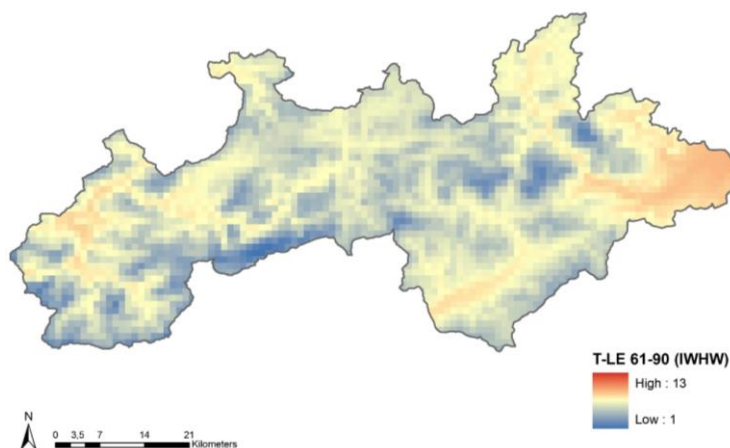 T-LE 61-90 (IWHW)
High : 13
Low : 1
N
0 3,5 7 14 21
Kilometers